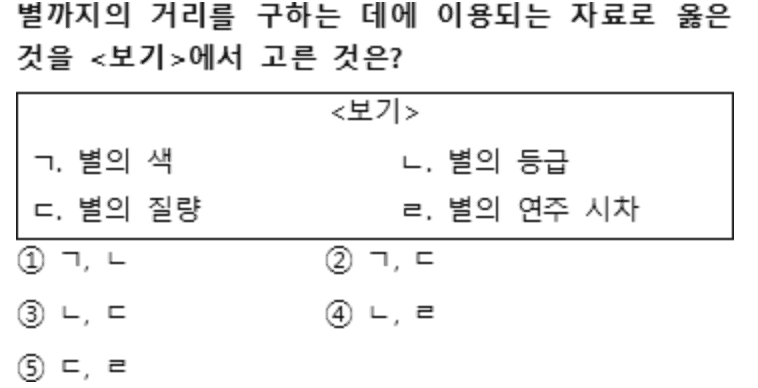 별까지의 거리를 구하는 데에 이용되는 자료로 옳은
것을 <보기>에서 고른 것은?
<보기>
ㄱ. 별의 색 ㄴ. 별의 등급
ㄷ. 별의 질량 ㄹ. 별의 연주 시차
① ㄱ, ㄴ ② ㄱ, ㄷ
③ ㄴ, ㄷ ④ ㄴ, ㄹ
⑤ ㄷ, ㄹ